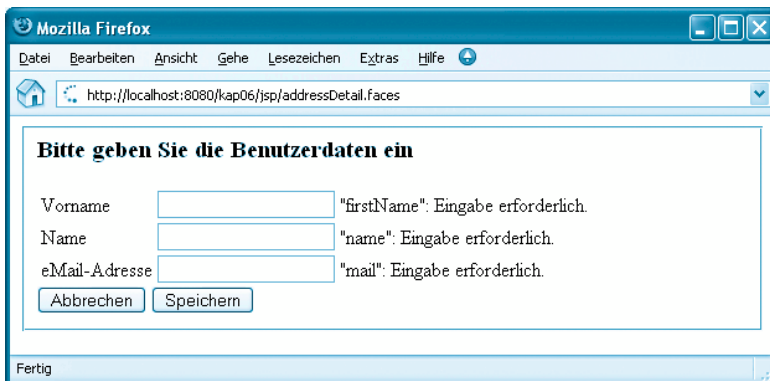 Mozilla Firefox
Datei Bearbeiten Ansicht Gehe Lesezeichen Extras Hilfe
http://localhost:8080/kap06/jsp/addressDetail.faces
Bitte geben Sie die Benutzerdaten ein
Vorname "firstName": Eingabe erforderlich.
Name "name": Eingabe erforderlich.
eMail-Adresse "mail": Eingabe erforderlich.
Abbrechen Speichern
Fertig